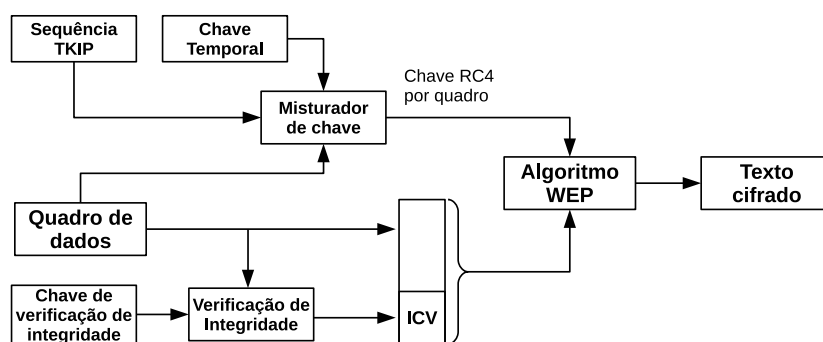 Sequência
TKIP
Chave
Temporal
Chave RC4
por quadro
Misturador
de chave
Algoritmo
WEP
Texto
cifrado
Quadro de
dados
Chave de
verificação de
integridade
Verificação de
Integridade
ICV